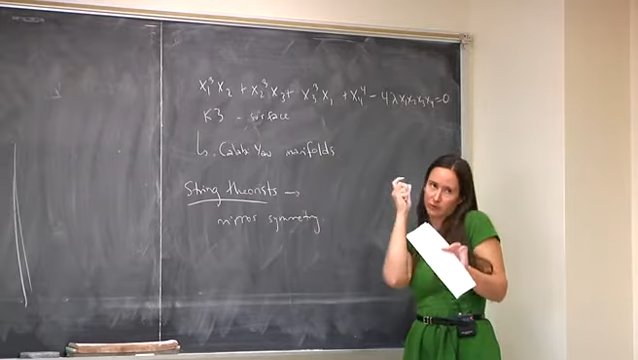 x₁³x₂ + x₂³x₃ + x₃³x₁ + x₄⁴ - 4λx₁x₂x₃x₄ = 0
K3 - surface
↳ Calabi Yau manifolds
String theorists →
mirror symmetry